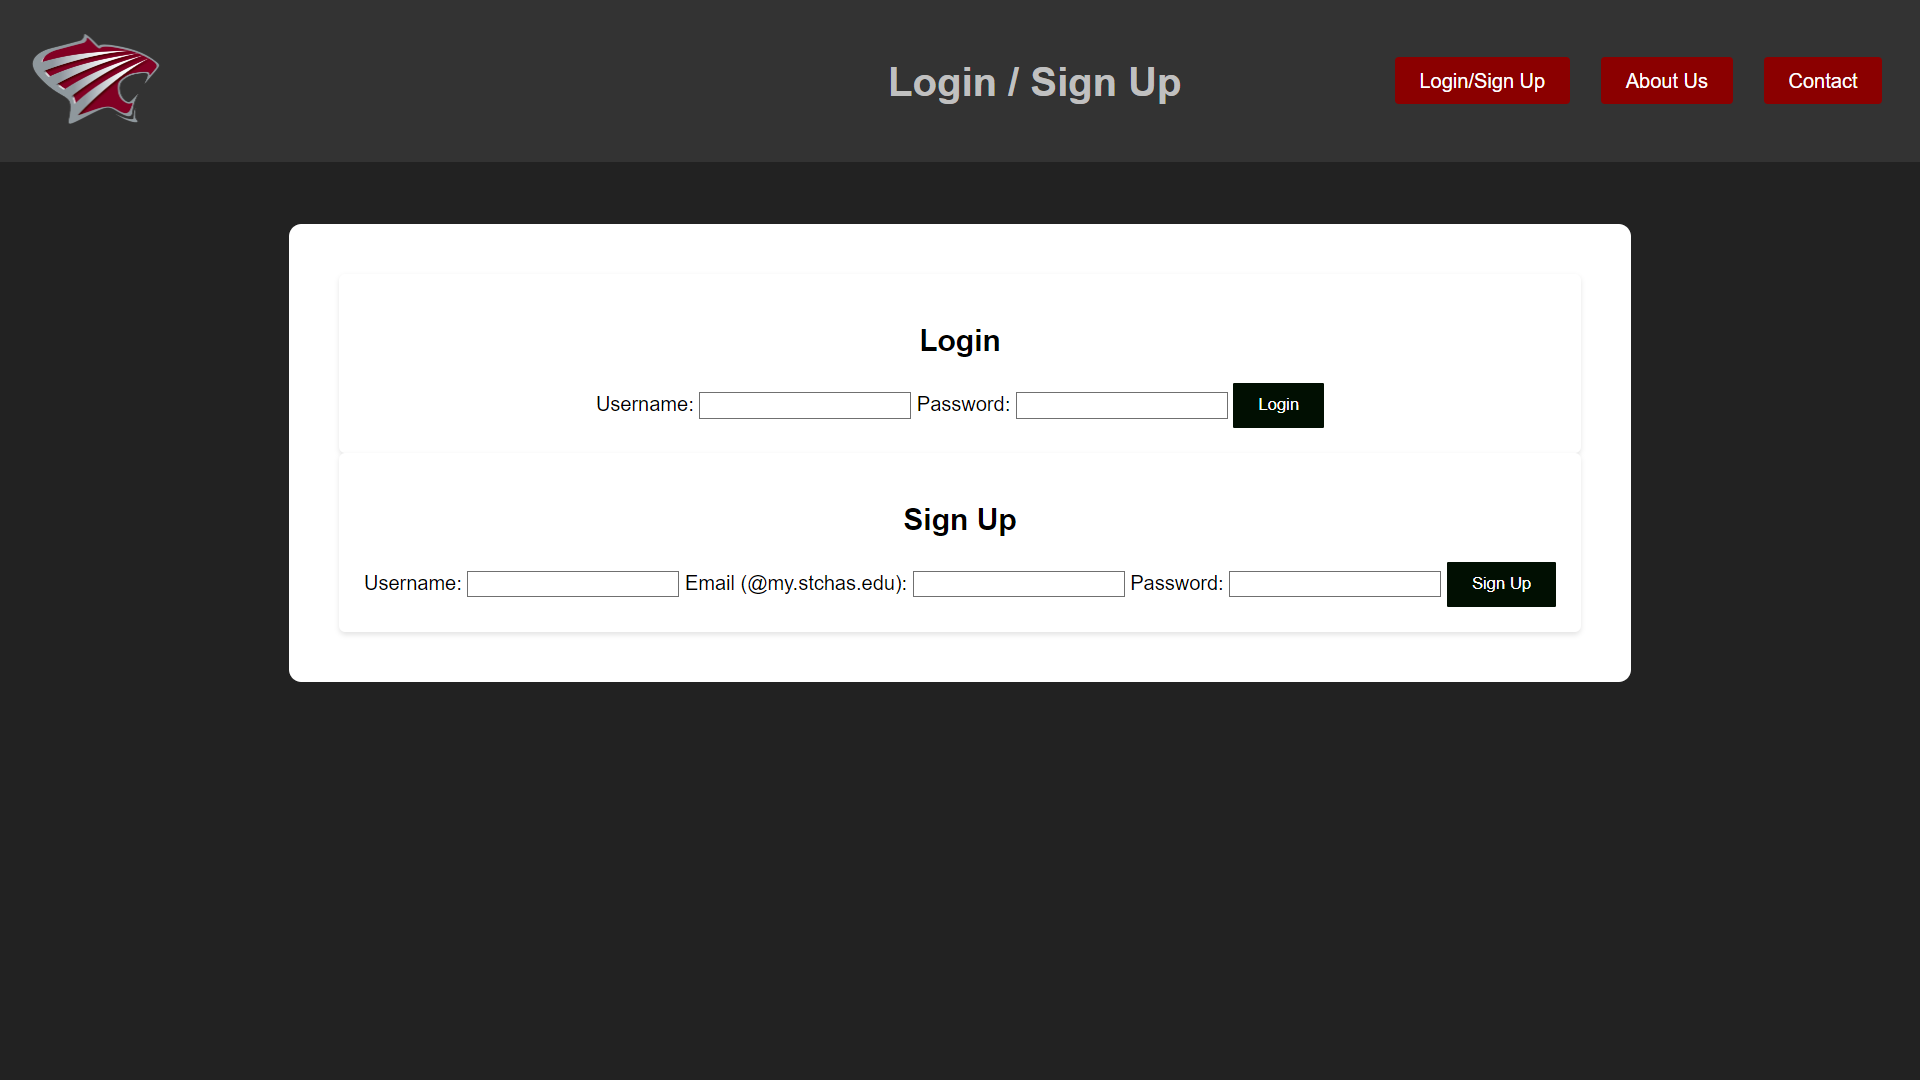 Login / Sign Up
Login/Sign Up
About Us
Contact
Login
Username:
Password:
Login
Sign Up
Username:
Email (@my.stchas.edu):
Password:
Sign Up